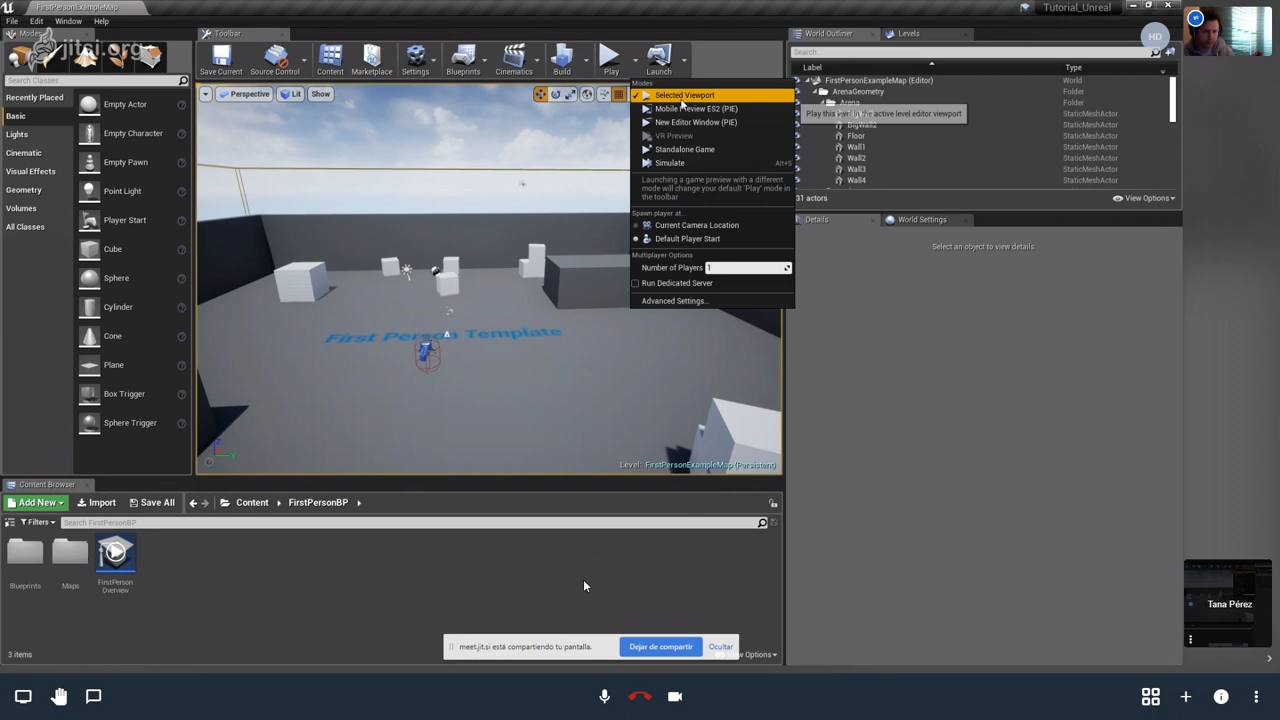 FirstPersonExampleMap
Tutorial_Unreal
File Edit Window Help
jitsi.org
Modes
Search Classes
Recently Placed
Basic
Lights
Cinematic
Visual Effects
Geometry
Volumes
All Classes
Empty Actor
Empty Character
Empty Pawn
Point Light
Player Start
Cube
Sphere
Cylinder
Cone
Plane
Box Trigger
Sphere Trigger
Toolbar
Save Current
Source Control
Content
Marketplace
Settings
Blueprints
Cinematics
Build
Play
Launch
Perspective
Lit
Show
First Person Template
Level: FirstPersonExampleMap (Persistent)
Modes
Selected Viewport
Mobile Preview ES2 (PIE)
New Editor Window (PIE)
VR Preview
Standalone Game
Simulate Alt+S
Launching a game preview with a different
mode will change your default 'Play' mode in
the toolbar
Spawn player at...
Current Camera Location
Default Player Start
Multiplayer Options
Number of Players 1
Run Dedicated Server
Advanced Settings...
World Outliner
Levels
Search...
Label Type
FirstPersonExampleMap (Editor) World
ArenaGeometry Folder
Arena Folder
Play this level in the active level editor viewport
StaticMeshActor
BigWall2 StaticMeshActor
Floor StaticMeshActor
Wall1 StaticMeshActor
Wall2 StaticMeshActor
Wall3 StaticMeshActor
Wall4 StaticMeshActor
31 actors
View Options
Details
World Settings
Select an object to view details.
HD
Content Browser
Add New Import Save All Content FirstPersonBP
Filters Search FirstPersonBP
Blueprints
Maps
FirstPerson
Overview
3 items
View Options
meet.jit.si está compartiendo tu pantalla.
Dejar de compartir
Ocultar
Tana Pérez